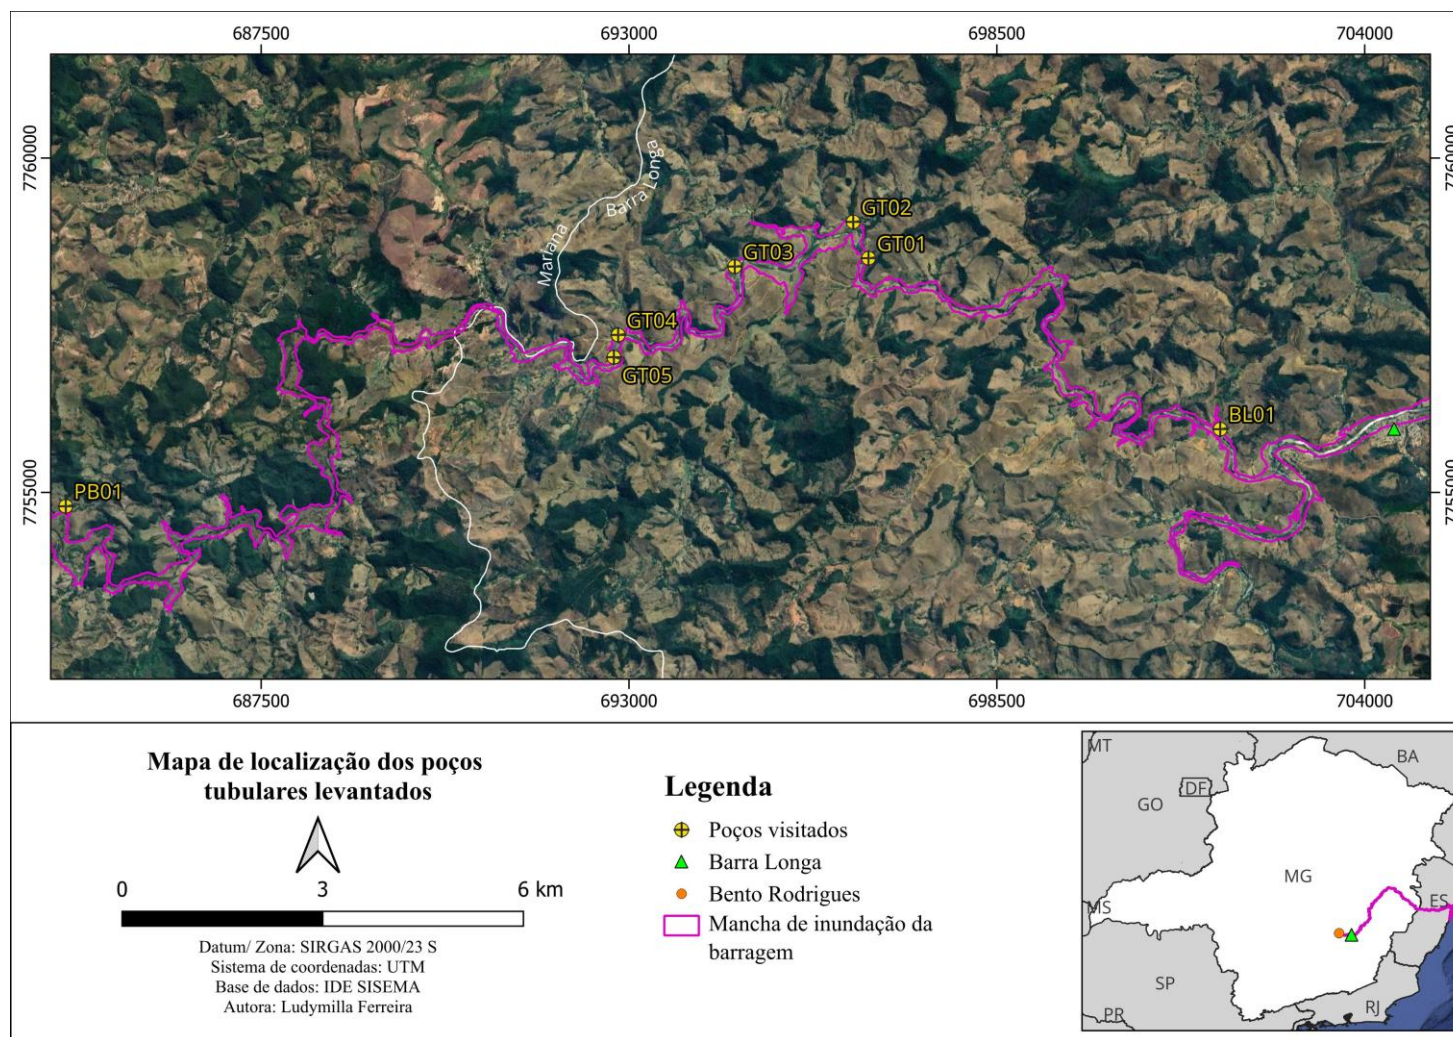 687500
693000
698500
704000
7760000
7760000
Mariana
Barra Longa
GT02
GT01
GT03
GT04
GT05
BL01
PB01
7755000
7755000
687500
693000
698500
704000
Mapa de localização dos poços
tubulares levantados
0
3
6 km
Datum/ Zona: SIRGAS 2000/23 S
Sistema de coordenadas: UTM
Base de dados: IDE SISEMA
Autora: Ludymilla Ferreira
Legenda
Poços visitados
Barra Longa
Bento Rodrigues
Mancha de inundação da
barragem
MT
BA
DF
GO
MG
MS
ES
SP
RJ
PR